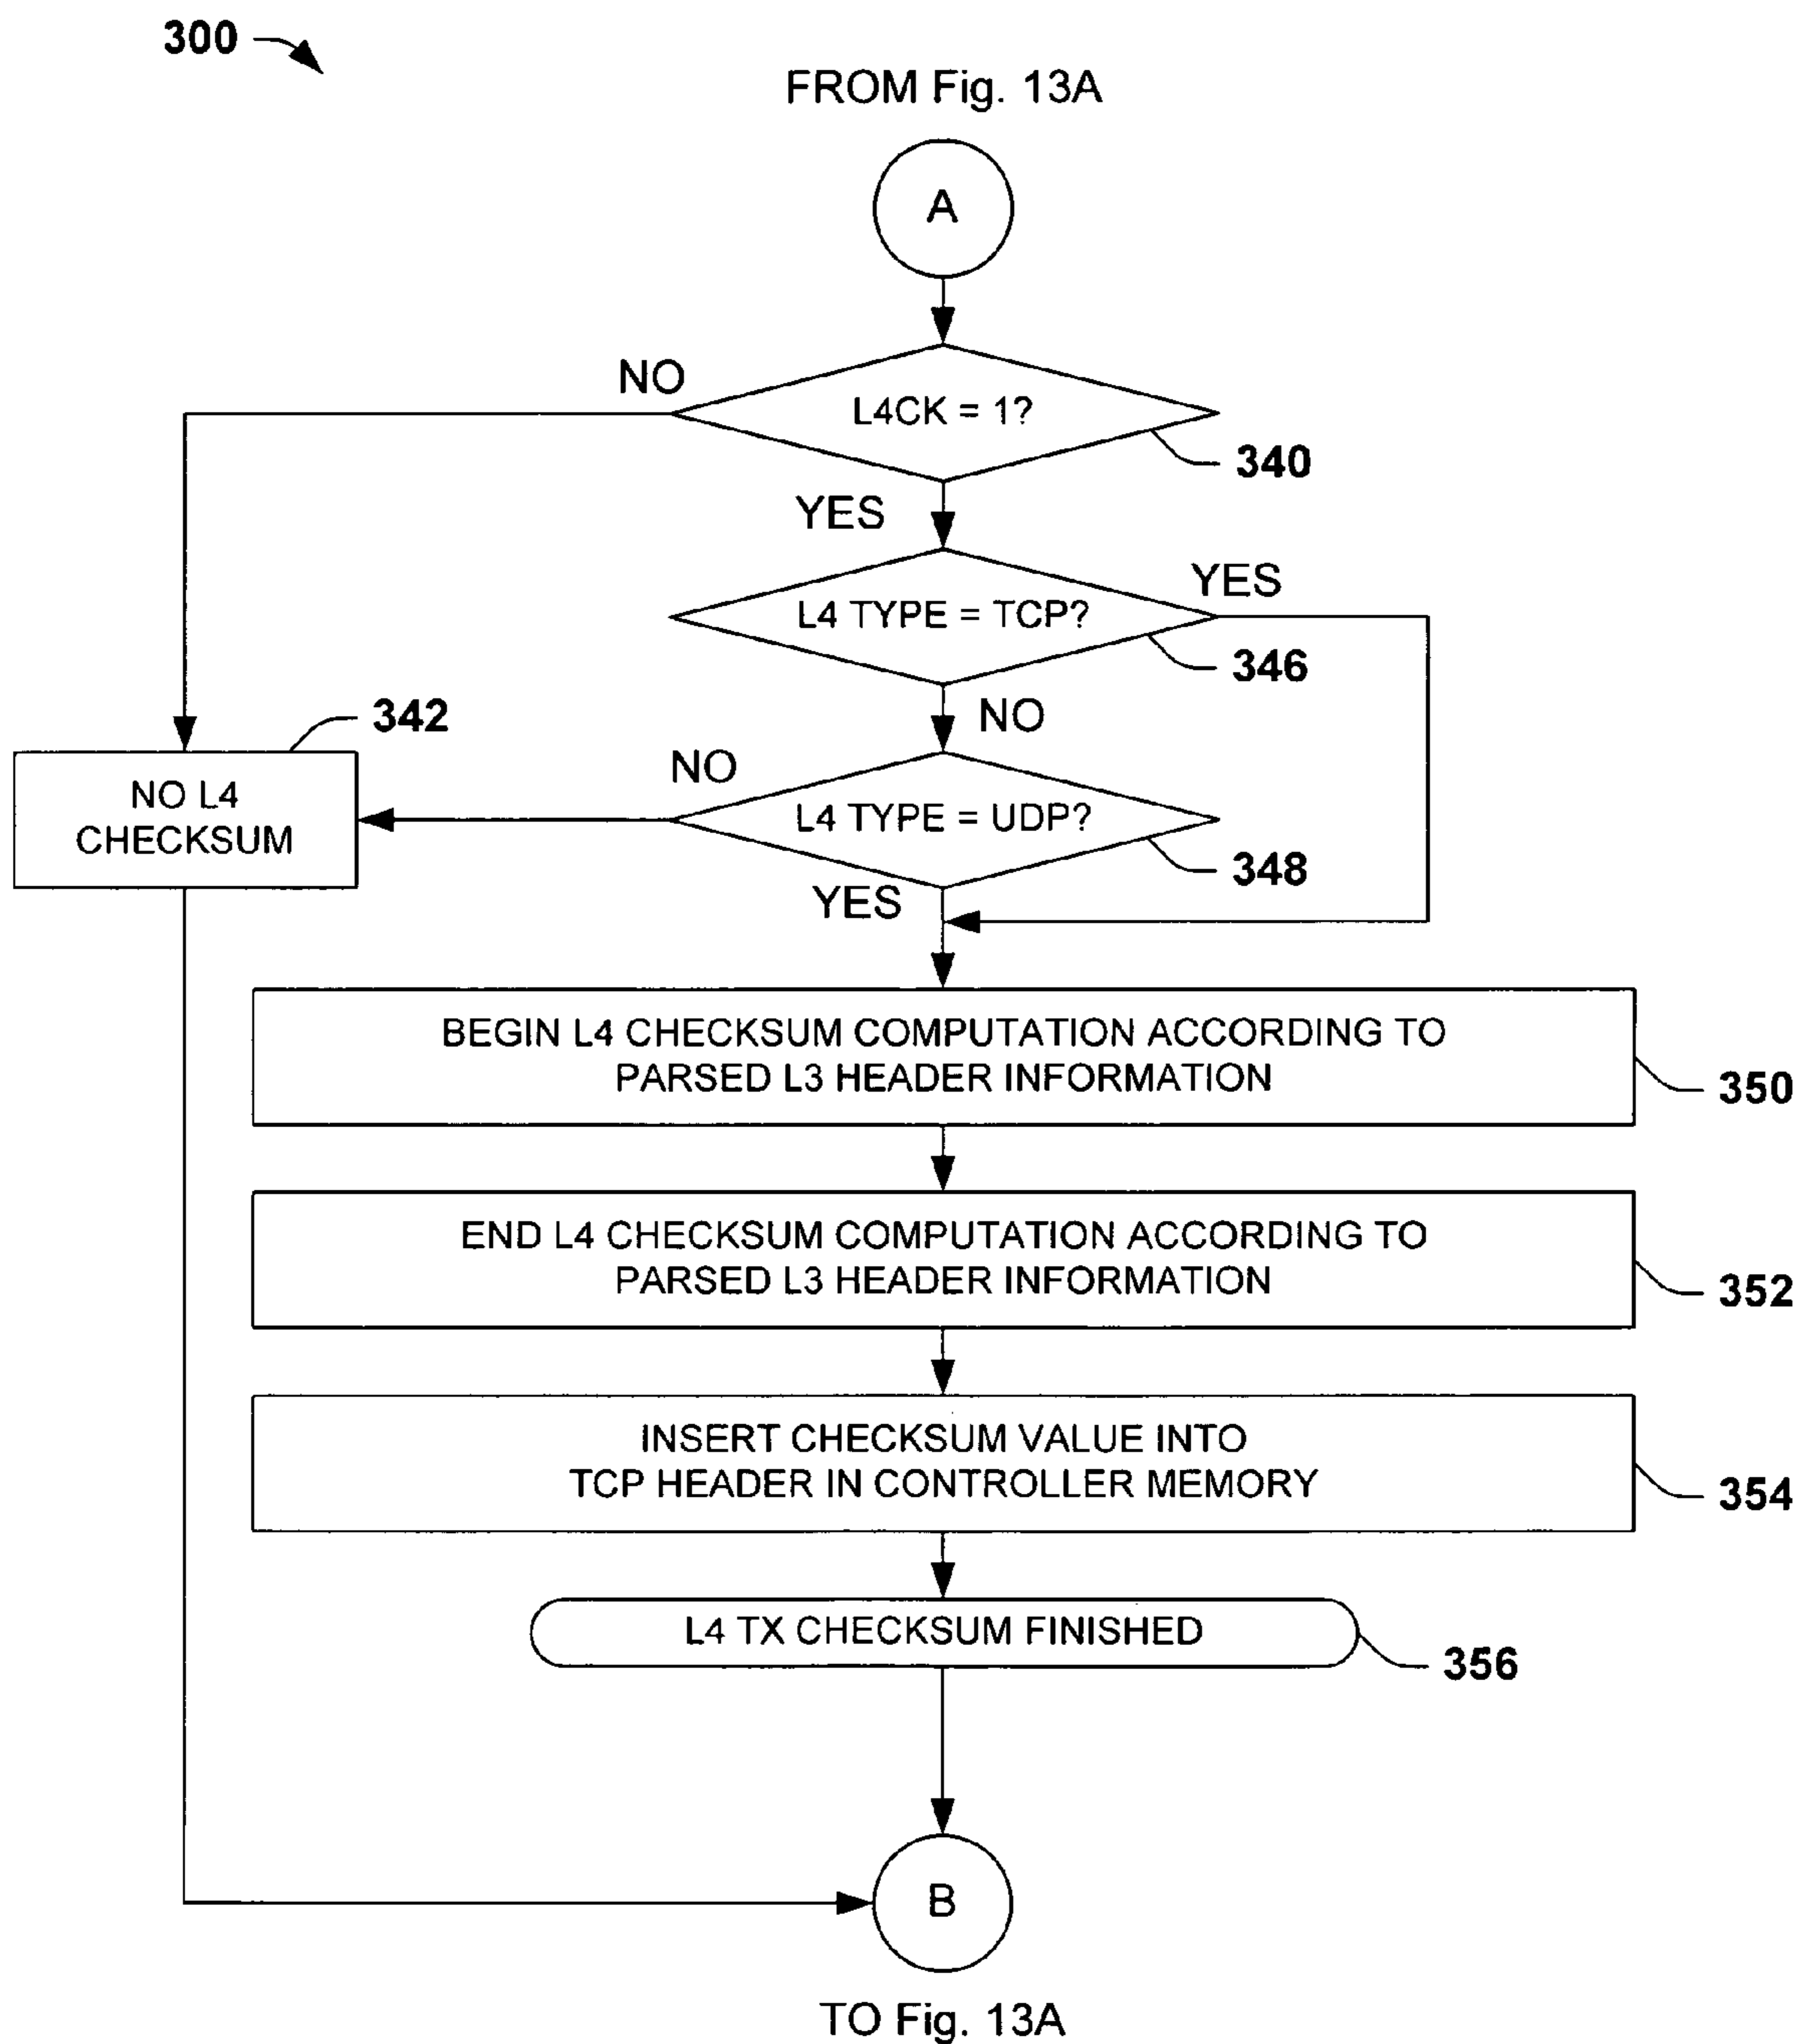 300
FROM Fig. 13A
A
NO
L4CK = 1?
340
YES
YES
L4 TYPE = TCP?
346
342
NO
NO L4
CHECKSUM
NO
L4 TYPE = UDP?
348
YES
BEGIN L4 CHECKSUM COMPUTATION ACCORDING TO
PARSED L3 HEADER INFORMATION
350
END L4 CHECKSUM COMPUTATION ACCORDING TO
PARSED L3 HEADER INFORMATION
352
INSERT CHECKSUM VALUE INTO
TCP HEADER IN CONTROLLER MEMORY
354
L4 TX CHECKSUM FINISHED
356
B
TO Fig. 13A